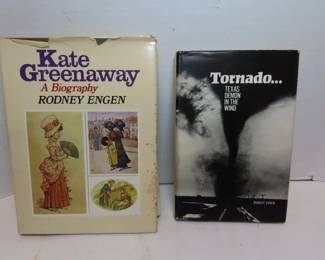 Kate
Greenaway
A Biography
RODNEY ENGEN
Tornado...
TEXAS
DEMON
IN THE
WIND